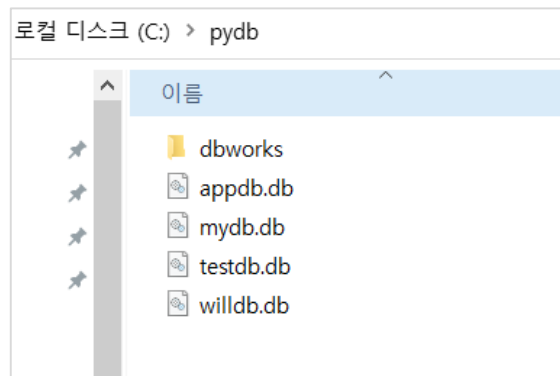 로컬 디스크 (C:) > pydb
이름
dbworks
appdb.db
mydb.db
testdb.db
willdb.db